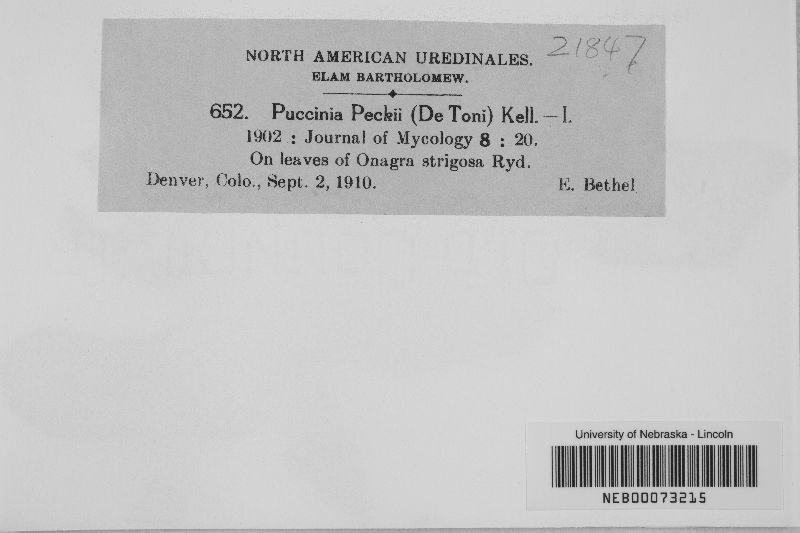 21847
NORTH AMERICAN UREDINALES.
ELAM BARTHOLOMEW.
652. Puccinia Peckii (De Toni) Kell. — I.
1902 : Journal of Mycology 8 : 20.
On leaves of Onagra strigosa Ryd.
Denver, Colo., Sept. 2, 1910. E. Bethel
University of Nebraska - Lincoln
NEB00073215